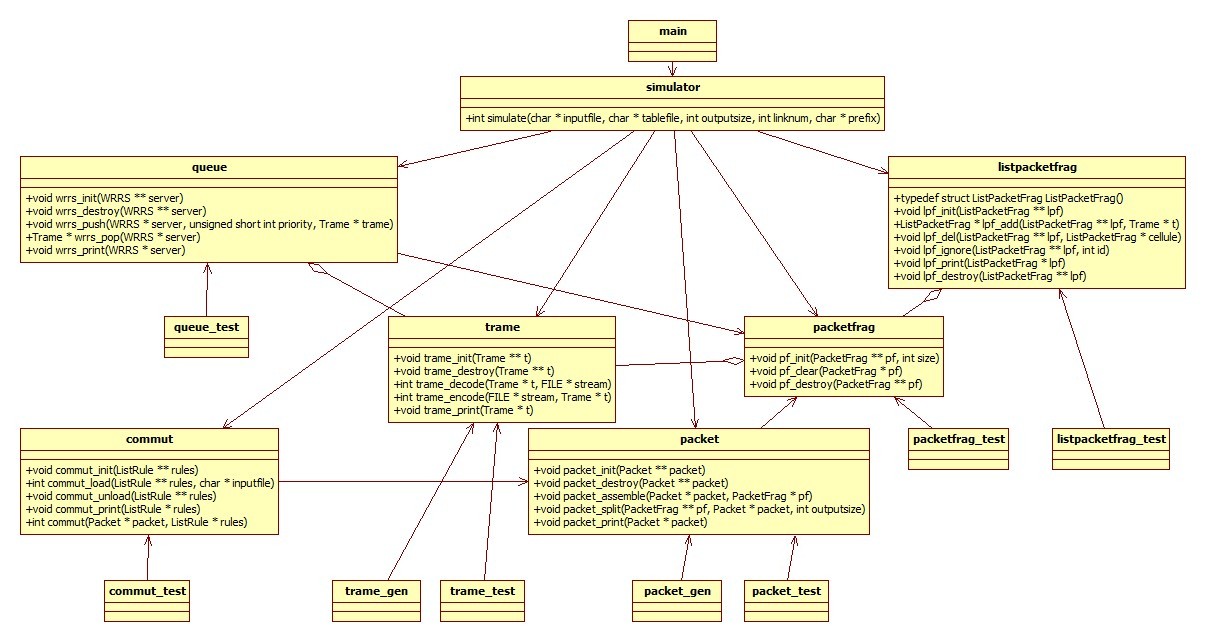 main
simulator
+int simulate(char * inputfile, char * tablefile, int outputsize, int linknum, char * prefix)
queue
+void wrrs_init(WRRS ** server)
+void wrrs_destroy(WRRS ** server)
+void wrrs_push(WRRS * server, unsigned short int priority, Trame * trame)
+Trame * wrrs_pop(WRRS * server)
+void wrrs_print(WRRS * server)
listpacketfrag
+typedef struct ListPacketFrag ListPacketFrag()
+void lpf_init(ListPacketFrag ** lpf)
+ListPacketFrag * lpf_add(ListPacketFrag ** lpf, Trame * t)
+void lpf_del(ListPacketFrag ** lpf, ListPacketFrag * cellule)
+void lpf_ignore(ListPacketFrag ** lpf, int id)
+void lpf_print(ListPacketFrag * lpf)
+void lpf_destroy(ListPacketFrag ** lpf)
queue_test
trame
+void trame_init(Trame ** t)
+void trame_destroy(Trame ** t)
+int trame_decode(Trame * t, FILE * stream)
+int trame_encode(FILE * stream, Trame * t)
+void trame_print(Trame * t)
packetfrag
+void pf_init(PacketFrag ** pf, int size)
+void pf_clear(PacketFrag * pf)
+void pf_destroy(PacketFrag ** pf)
commut
+void commut_init(ListRule ** rules)
+int commut_load(ListRule ** rules, char * inputfile)
+void commut_unload(ListRule ** rules)
+void commut_print(ListRule * rules)
+int commut(Packet * packet, ListRule * rules)
packet
+void packet_init(Packet ** packet)
+void packet_destroy(Packet ** packet)
+void packet_assemble(Packet * packet, PacketFrag * pf)
+void packet_split(PacketFrag ** pf, Packet * packet, int outputsize)
+void packet_print(Packet * packet)
packetfrag_test
listpacketfrag_test
commut_test
trame_gen
trame_test
packet_gen
packet_test